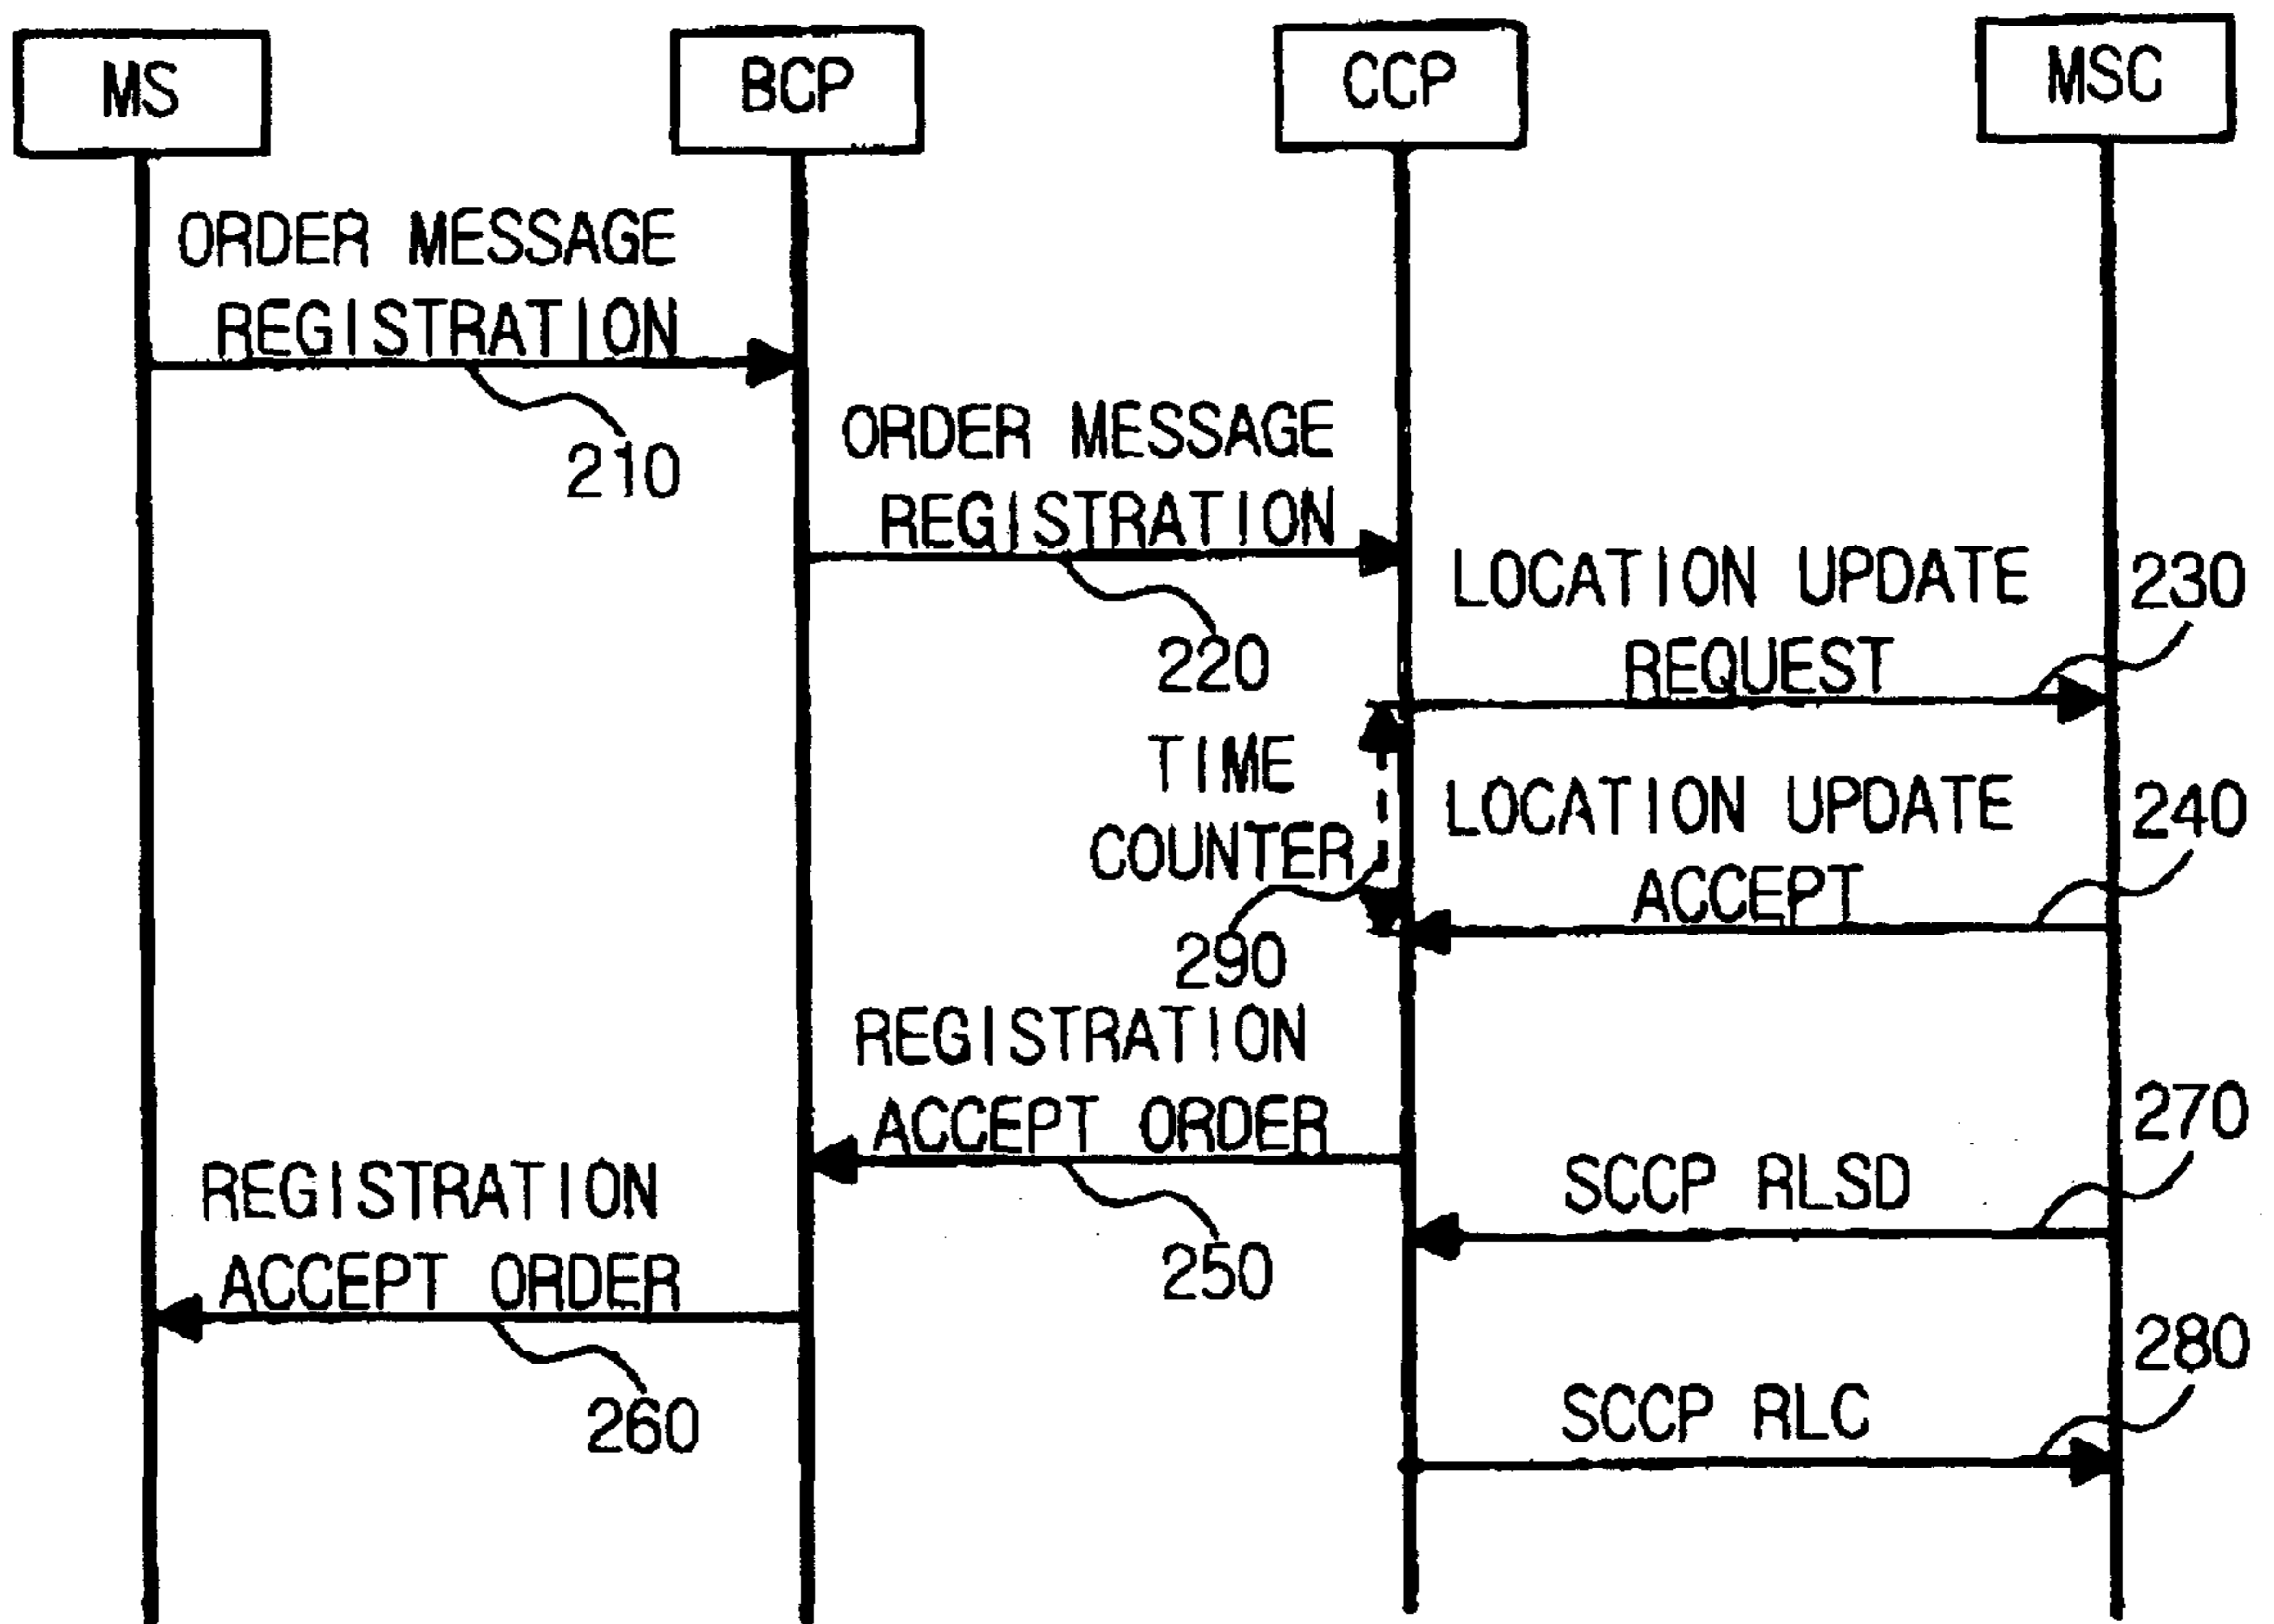 MS
BCP
CCP
MSC
ORDER MESSAGE
REGISTRATION
210
ORDER MESSAGE
REGISTRATION
220
LOCATION UPDATE
REQUEST
230
TIME
COUNTER
290
LOCATION UPDATE
ACCEPT
240
REGISTRATION
ACCEPT ORDER
250
REGISTRATION
ACCEPT ORDER
260
SCCP RLSD
270
SCCP RLC
280